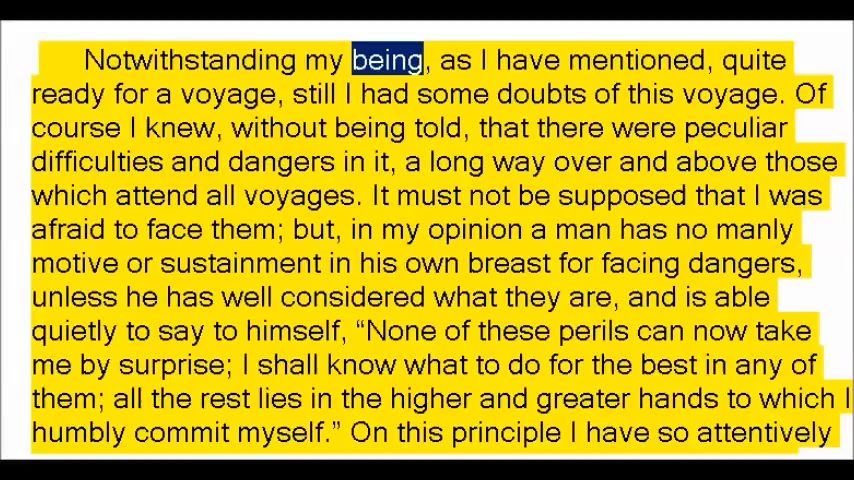 Notwithstanding my being, as I have mentioned, quite
ready for a voyage, still I had some doubts of this voyage. Of
course I knew, without being told, that there were peculiar
difficulties and dangers in it, a long way over and above those
which attend all voyages. It must not be supposed that I was
afraid to face them; but, in my opinion a man has no manly
motive or sustainment in his own breast for facing dangers,
unless he has well considered what they are, and is able
quietly to say to himself, “None of these perils can now take
me by surprise; I shall know what to do for the best in any of
them; all the rest lies in the higher and greater hands to which I
humbly commit myself.” On this principle I have so attentively